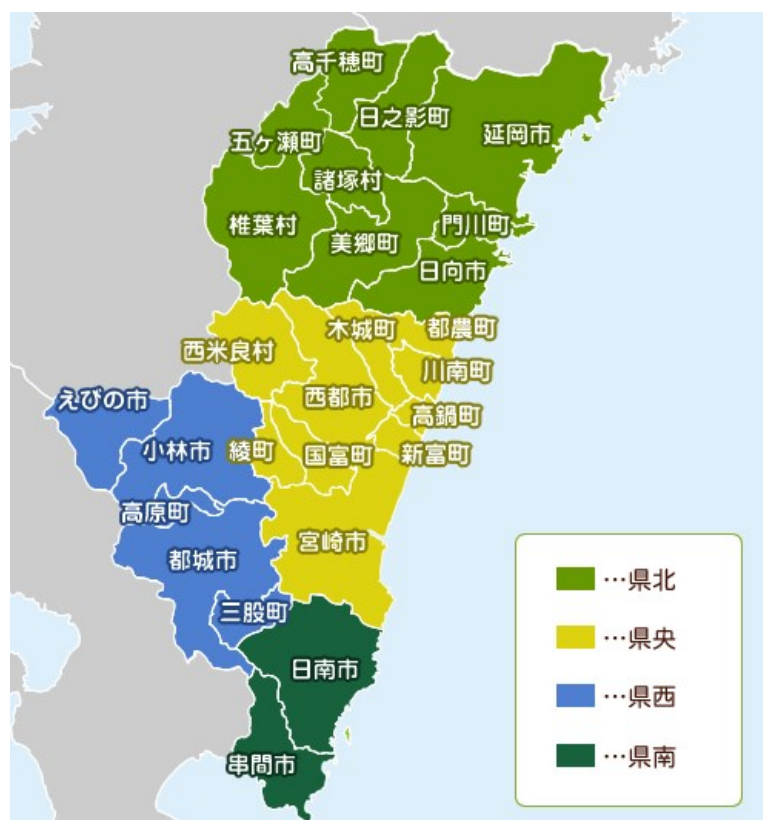 高千穂町
日之影町
延岡市
五ヶ瀬町
諸塚村
椎葉村
門川町
美郷町
日向市
木城町
都農町
西米良村
川南町
えびの市
西都市
高鍋町
小林市
綾町
国富町
新富町
高原町
宮崎市
都城市
三股町
日南市
串間市
…県北
…県央
…県西
…県南